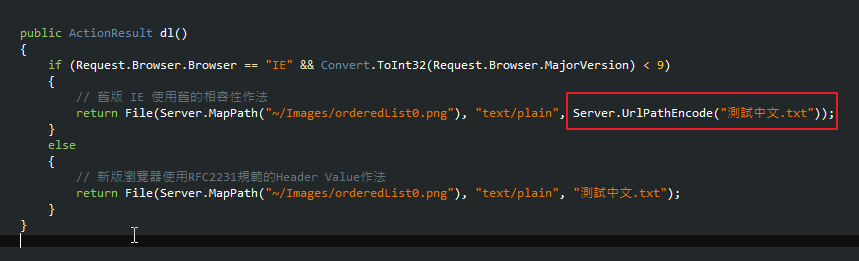 public ActionResult dl()
{
if (Request.Browser.Browser == "IE" && Convert.ToInt32(Request.Browser.MajorVersion) < 9)
{
// 舊版 IE 使用舊的相容性作法
return File(Server.MapPath("~/Images/orderedList0.png"), "text/plain", Server.UrlPathEncode("測試中文.txt"));
}
else
{
// 新版瀏覽器使用RFC2231規範的Header Value作法
return File(Server.MapPath("~/Images/orderedList0.png"), "text/plain", "測試中文.txt");
}
}